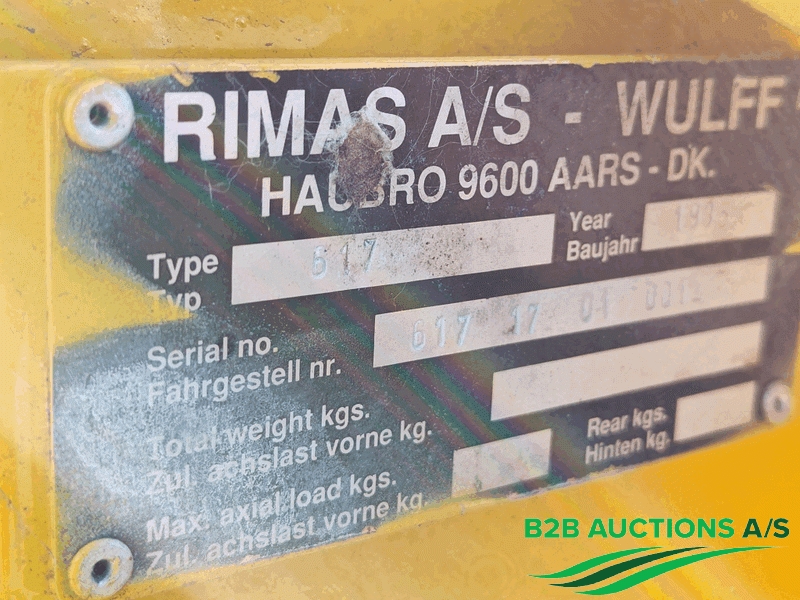 RIMAS A/S - WULFF
HAUBRO 9600 AARS - DK.
Type 617
Typ
Year
Baujahr
Serial no. 617 17 01
Fahrgestell nr.
Total weight kgs.
Zul. achslast vorne kg.
Rear kgs.
Hinten kg.
Max. axial load kgs.
Zul. achslast vorne kg.
B2B AUCTIONS A/S